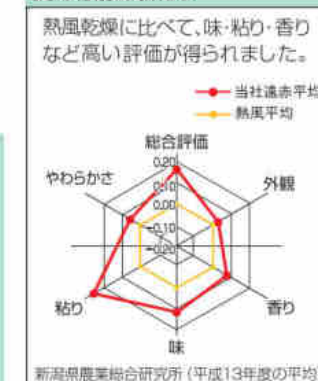 熱風乾燥に比べて、味・粘り・香り
など高い評価が得られました。
当社遠赤平均
熱風平均
総合評価
0.20
0.10
0.00
-0.10
-0.20
やわらかさ
外観
粘り
香り
味
新潟県農業総合研究所(平成13年度の平均